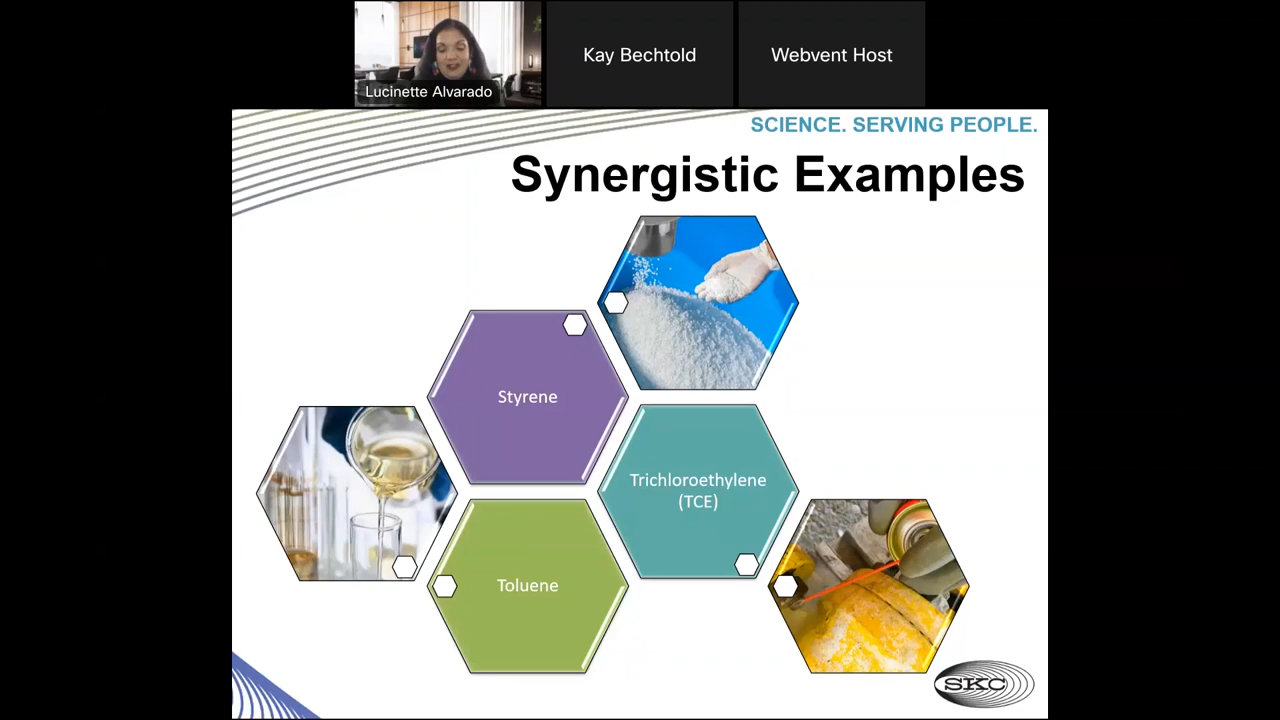 Lucinette Alvarado
Kay Bechtold
Webvent Host
SCIENCE. SERVING PEOPLE.
Synergistic Examples
Styrene
Trichloroethylene
(TCE)
Toluene
SKC